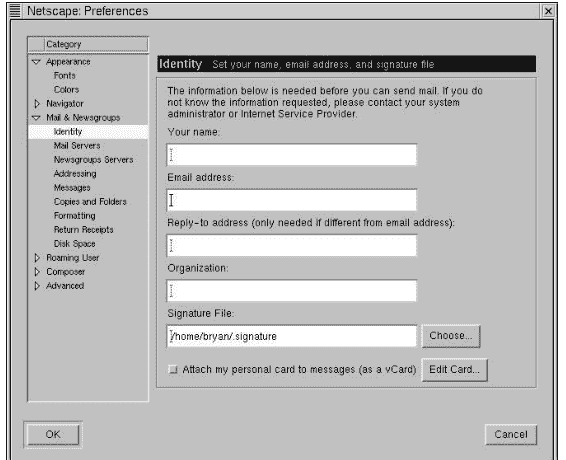 Netscape: Preferences
Category
Appearance
Fonts
Colors
Navigator
Mail & Newsgroups
Identity
Mail Servers
Newsgroups Servers
Addressing
Messages
Copies and Folders
Formatting
Return Receipts
Disk Space
Roaming User
Composer
Advanced
Identity Set your name, email address, and signature file
The information below is needed before you can send mail. If you do
not know the information requested, please contact your system
administrator or Internet Service Provider.
Your name:
Email address:
Reply-to address (only needed if different from email address):
Organization:
Signature File:
/home/bryan/.signature
Choose...
Attach my personal card to messages (as a vCard)
Edit Card...
OK
Cancel